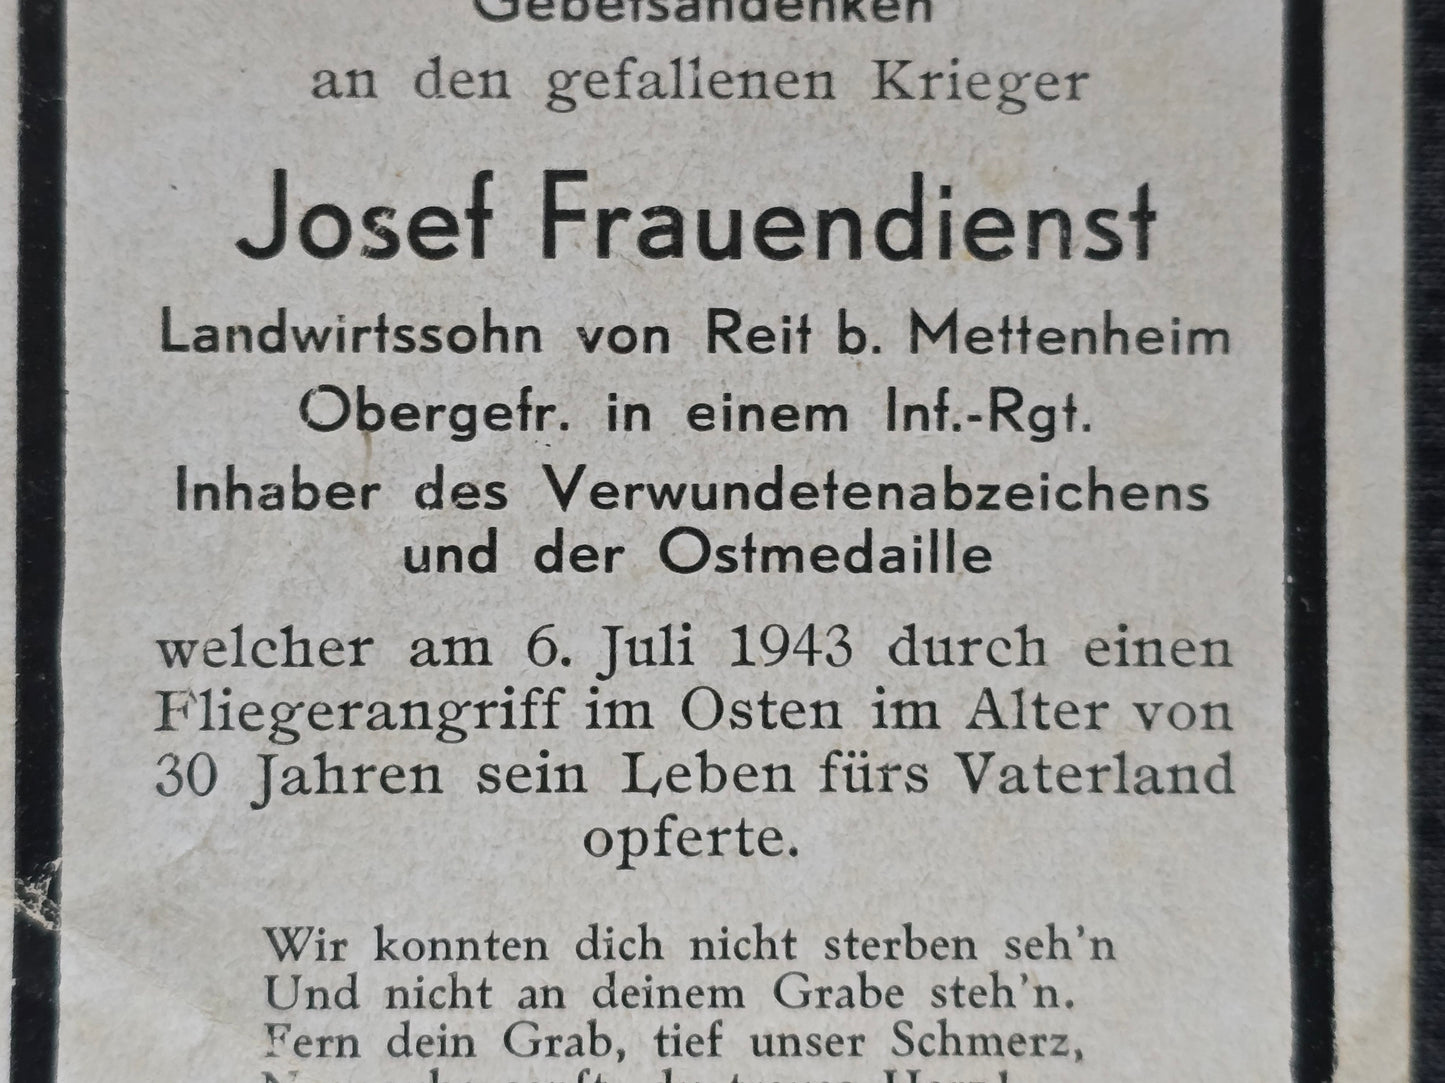 Gebetsandenken
an den gefallenen Krieger
Josef Frauendienst
Landwirtssohn von Reit b. Mettenheim
Obergefr. in einem Inf.-Rgt.
Inhaber des Verwundetenabzeichens
und der Ostmedaille
welcher am 6. Juli 1943 durch einen
Fliegerangriff im Osten im Alter von
30 Jahren sein Leben fürs Vaterland
opferte.
Wir konnten dich nicht sterben seh'n
Und nicht an deinem Grabe steh'n.
Fern dein Grab, tief unser Schmerz,